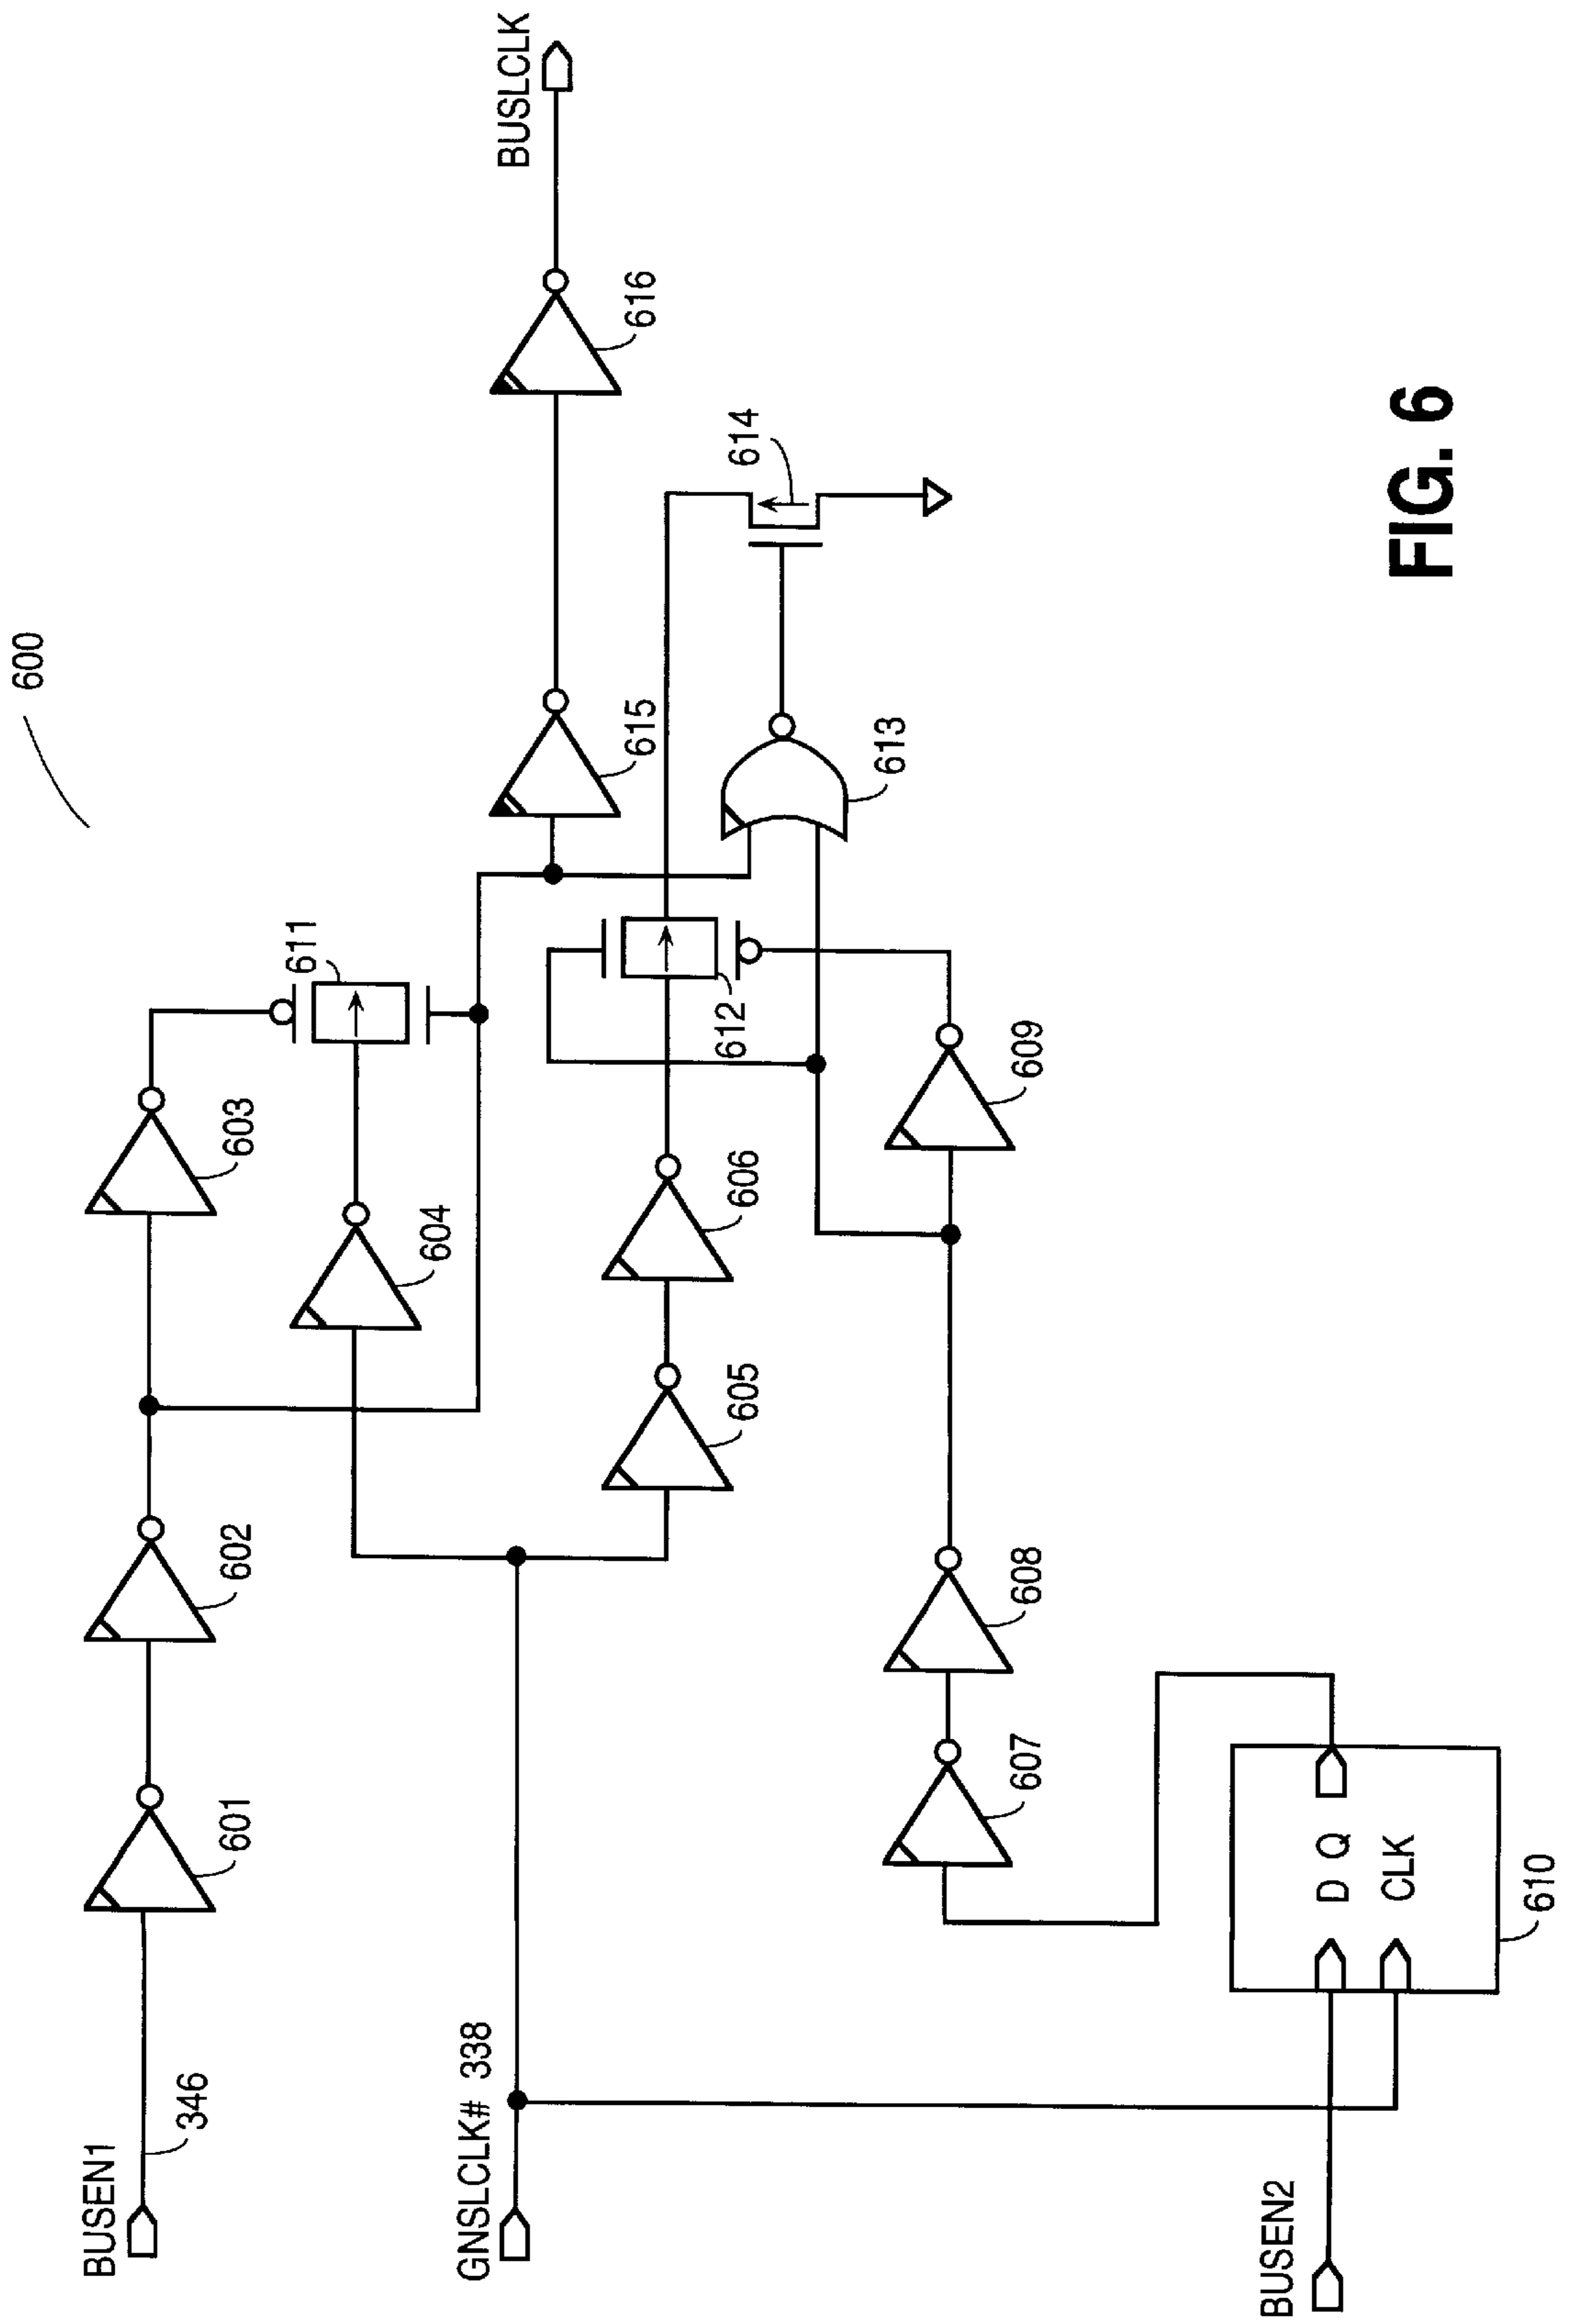 600
BUSEN1
346
601
602
603
611
604
GNSLCLK# 338
605
606
612
615
616
BUSLCLK
613
614
607
608
609
BUSEN2
D Q
CLK
610
FIG. 6